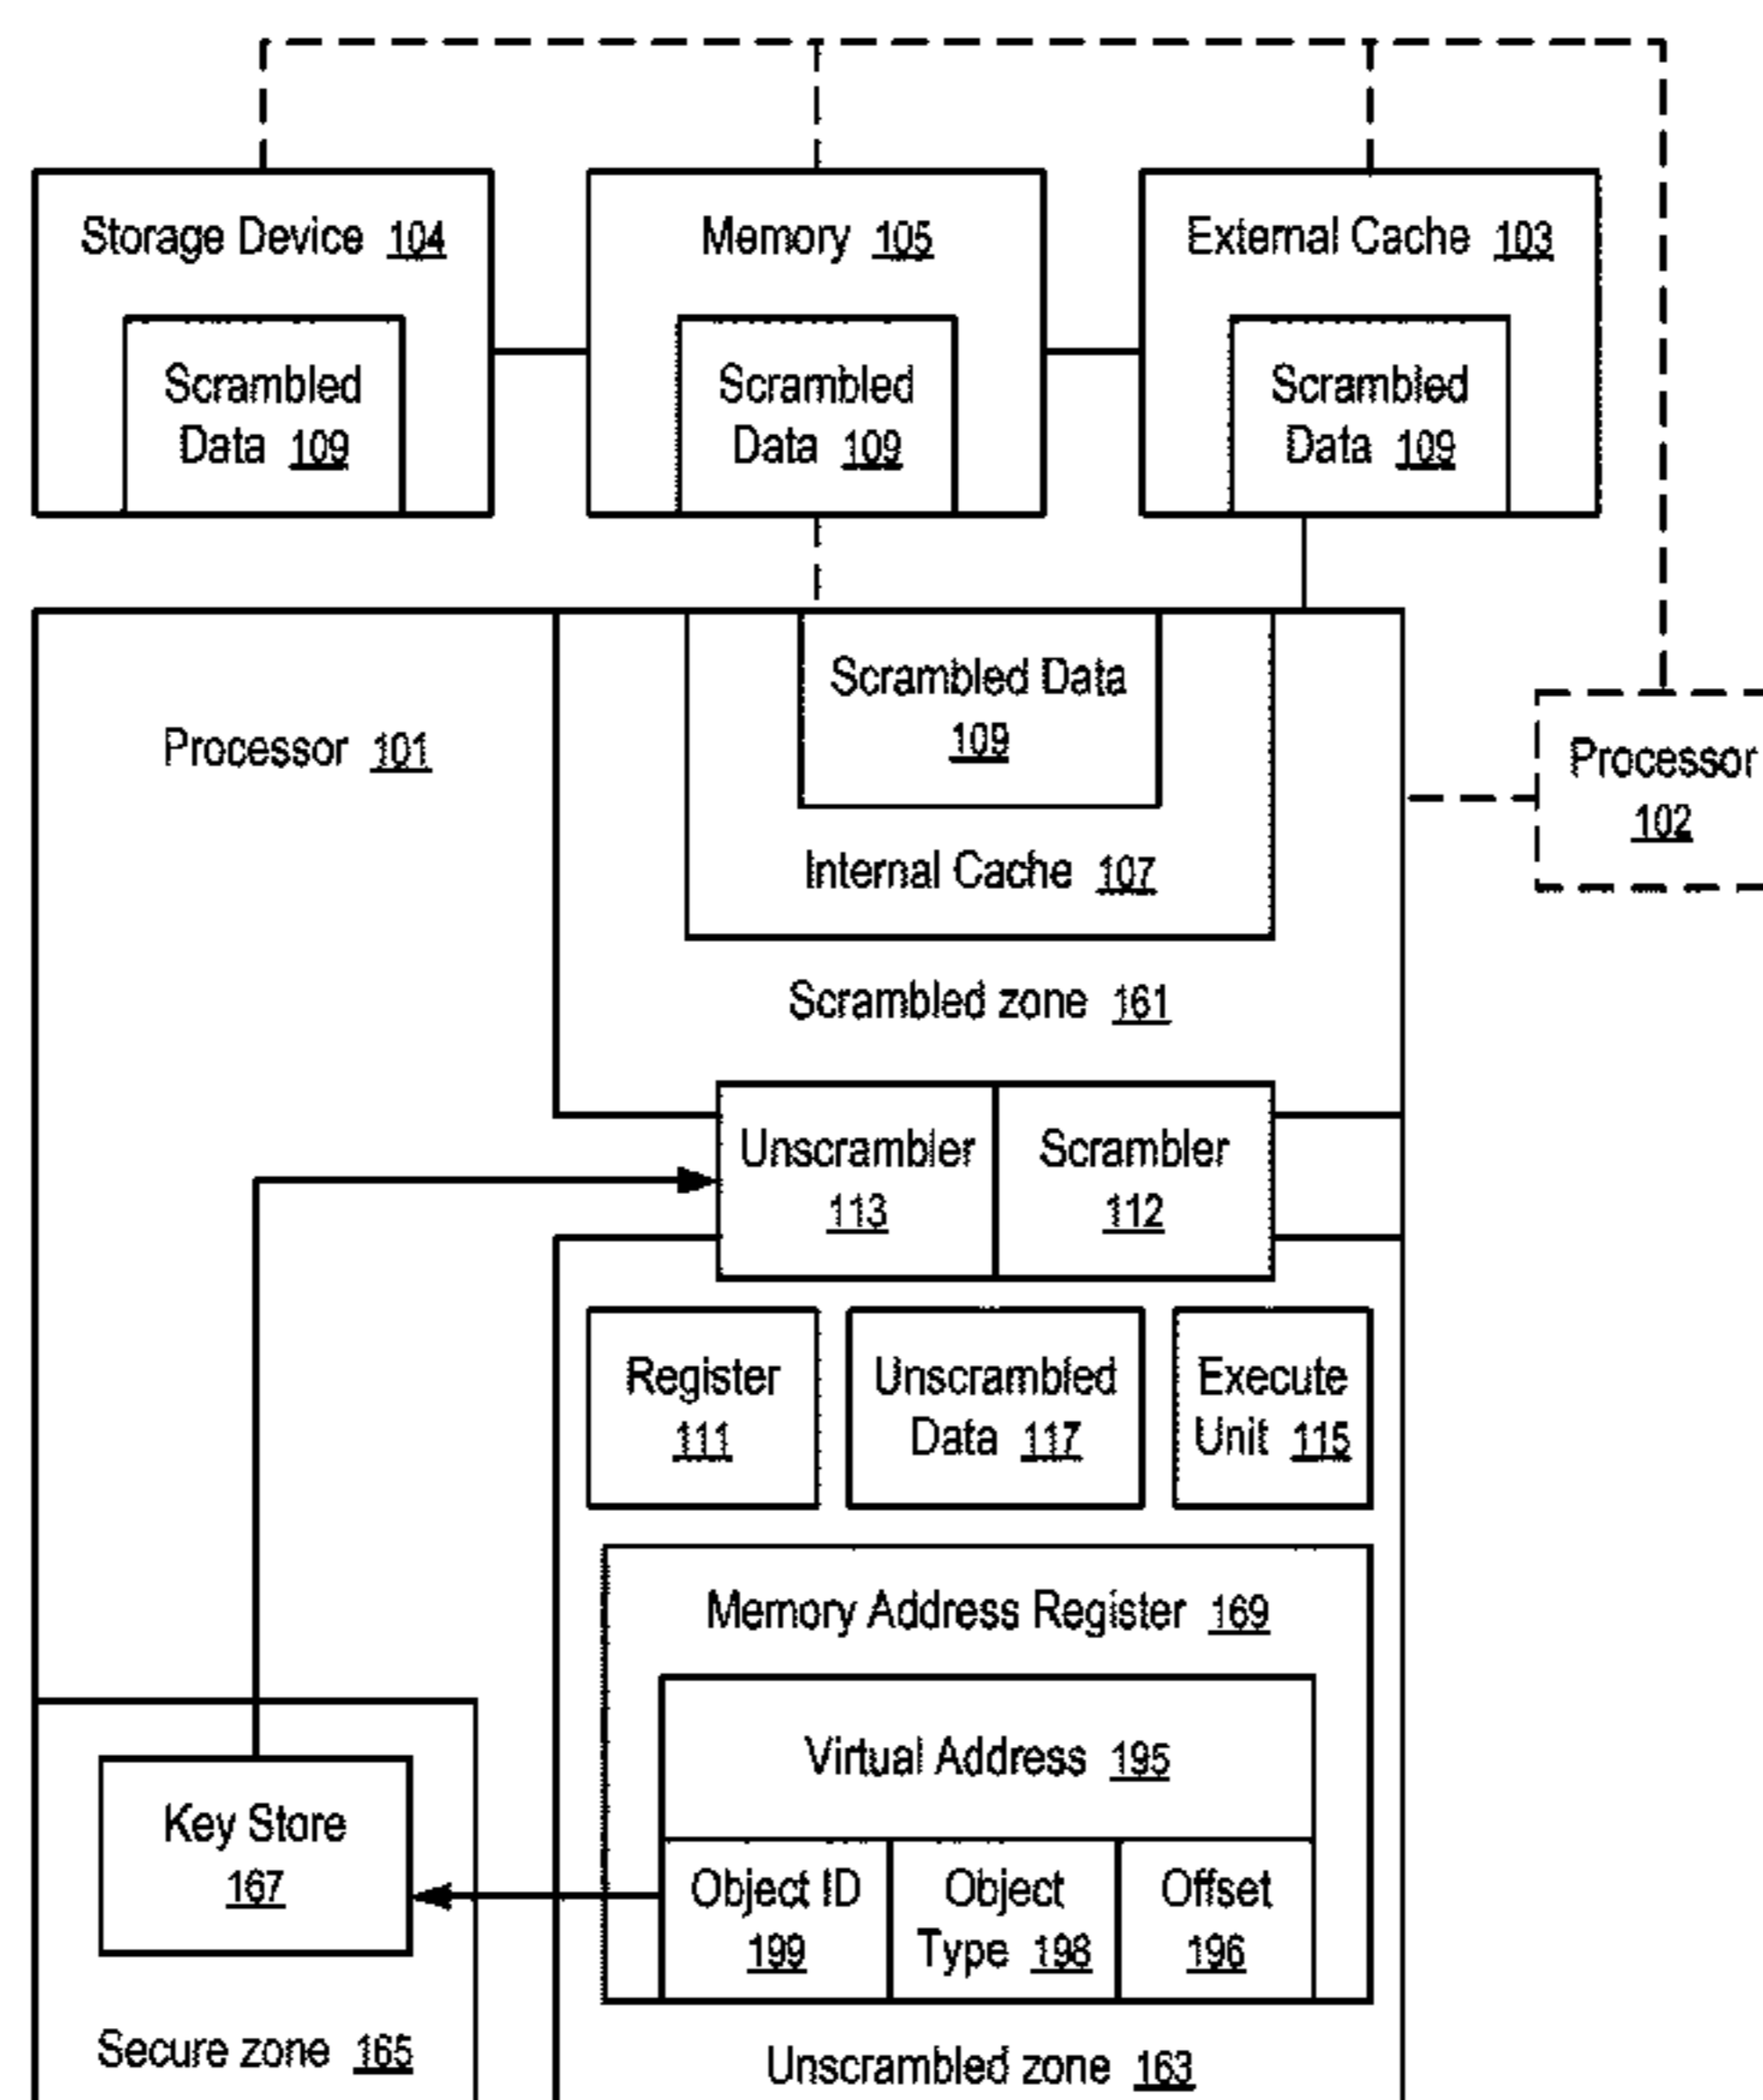 Storage Device 104
Memory 105
External Cache 103
Scrambled
Data 109
Scrambled
Data 109
Scrambled
Data 109
Processor 101
Scrambled Data
109
Internal Cache 107
Scrambled zone 161
Processor
102
Unscrambler
113
Scrambler
112
Register
111
Unscrambled
Data 117
Execute
Unit 115
Memory Address Register 169
Virtual Address 195
Object ID
199
Object
Type 198
Offset
196
Key Store
167
Secure zone 165
Unscrambled zone 163